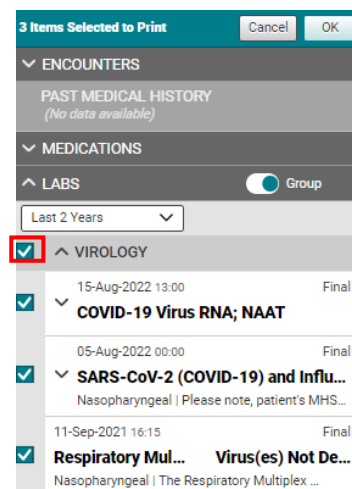 3 Items Selected to Print Cancel OK
ENCOUNTERS
PAST MEDICAL HISTORY
(No data available)
MEDICATIONS
LABS Group
Last 2 Years
VIROLOGY
15-Aug-2022 13:00 Final
COVID-19 Virus RNA; NAAT
05-Aug-2022 00:00 Final
SARS-CoV-2 (COVID-19) and Influ...
Nasopharyngeal | Please note, patient's MHS...
11-Sep-2021 16:15 Final
Respiratory Mul... Virus(es) Not De...
Nasopharyngeal | The Respiratory Multiplex ...